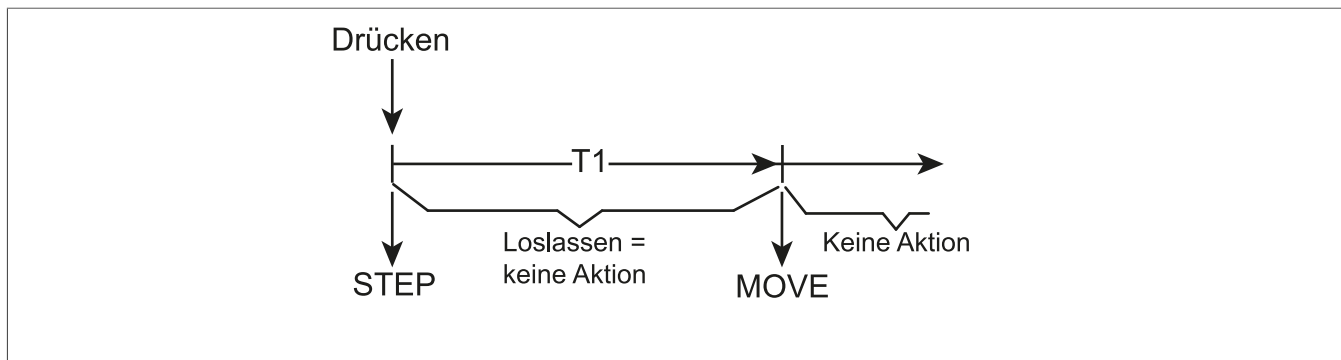 Drücken
T1
Loslassen =
keine Aktion
Keine Aktion
STEP
MOVE